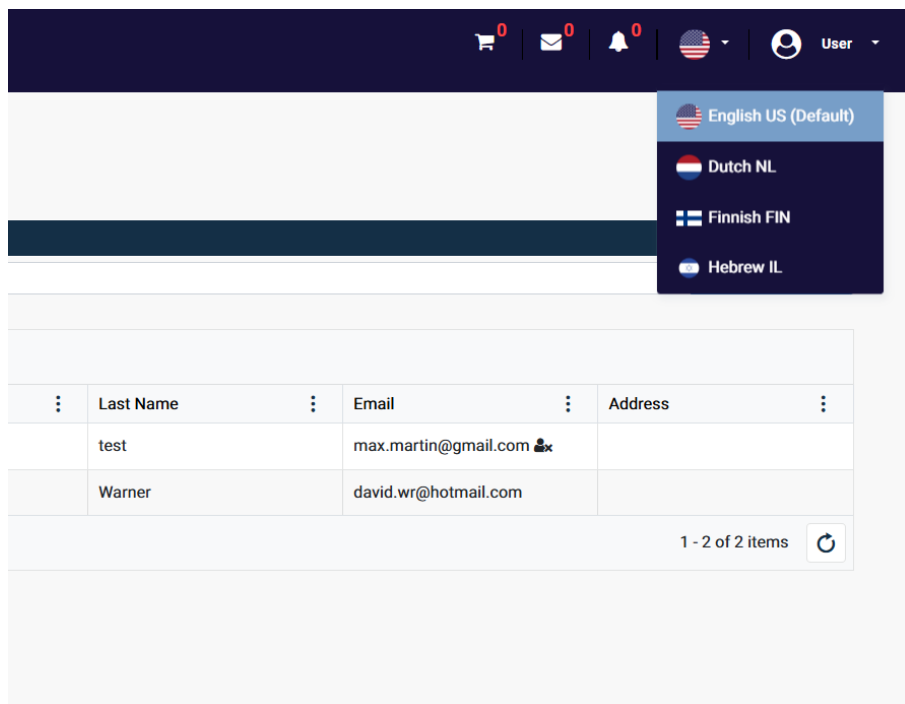 0 0 0 User
English US (Default)
Dutch NL
Finnish FIN
Hebrew IL
Last Name Email Address
test max.martin@gmail.com
Warner david.wr@hotmail.com
1 - 2 of 2 items